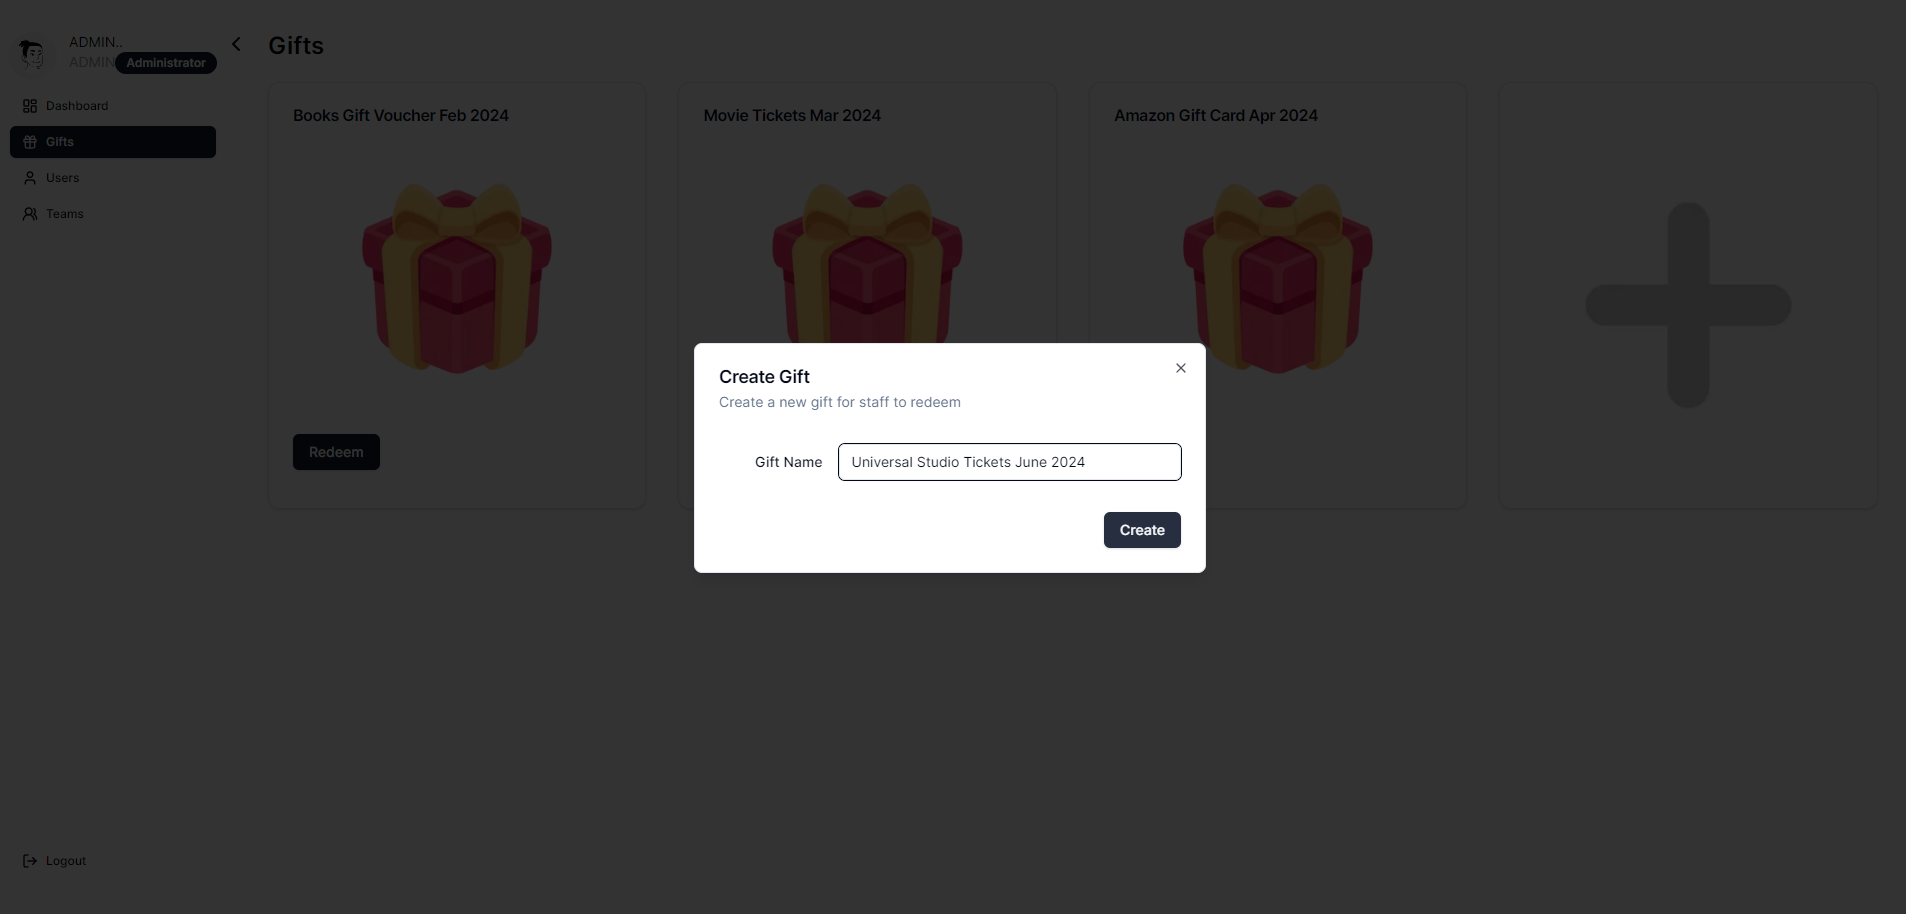 ADMIN..
ADMIN
Administrator
Dashboard
Gifts
Users
Teams
Logout
Gifts
Books Gift Voucher Feb 2024
Redeem
Movie Tickets Mar 2024
Amazon Gift Card Apr 2024
Create Gift
Create a new gift for staff to redeem
Gift Name
Universal Studio Tickets June 2024
Create